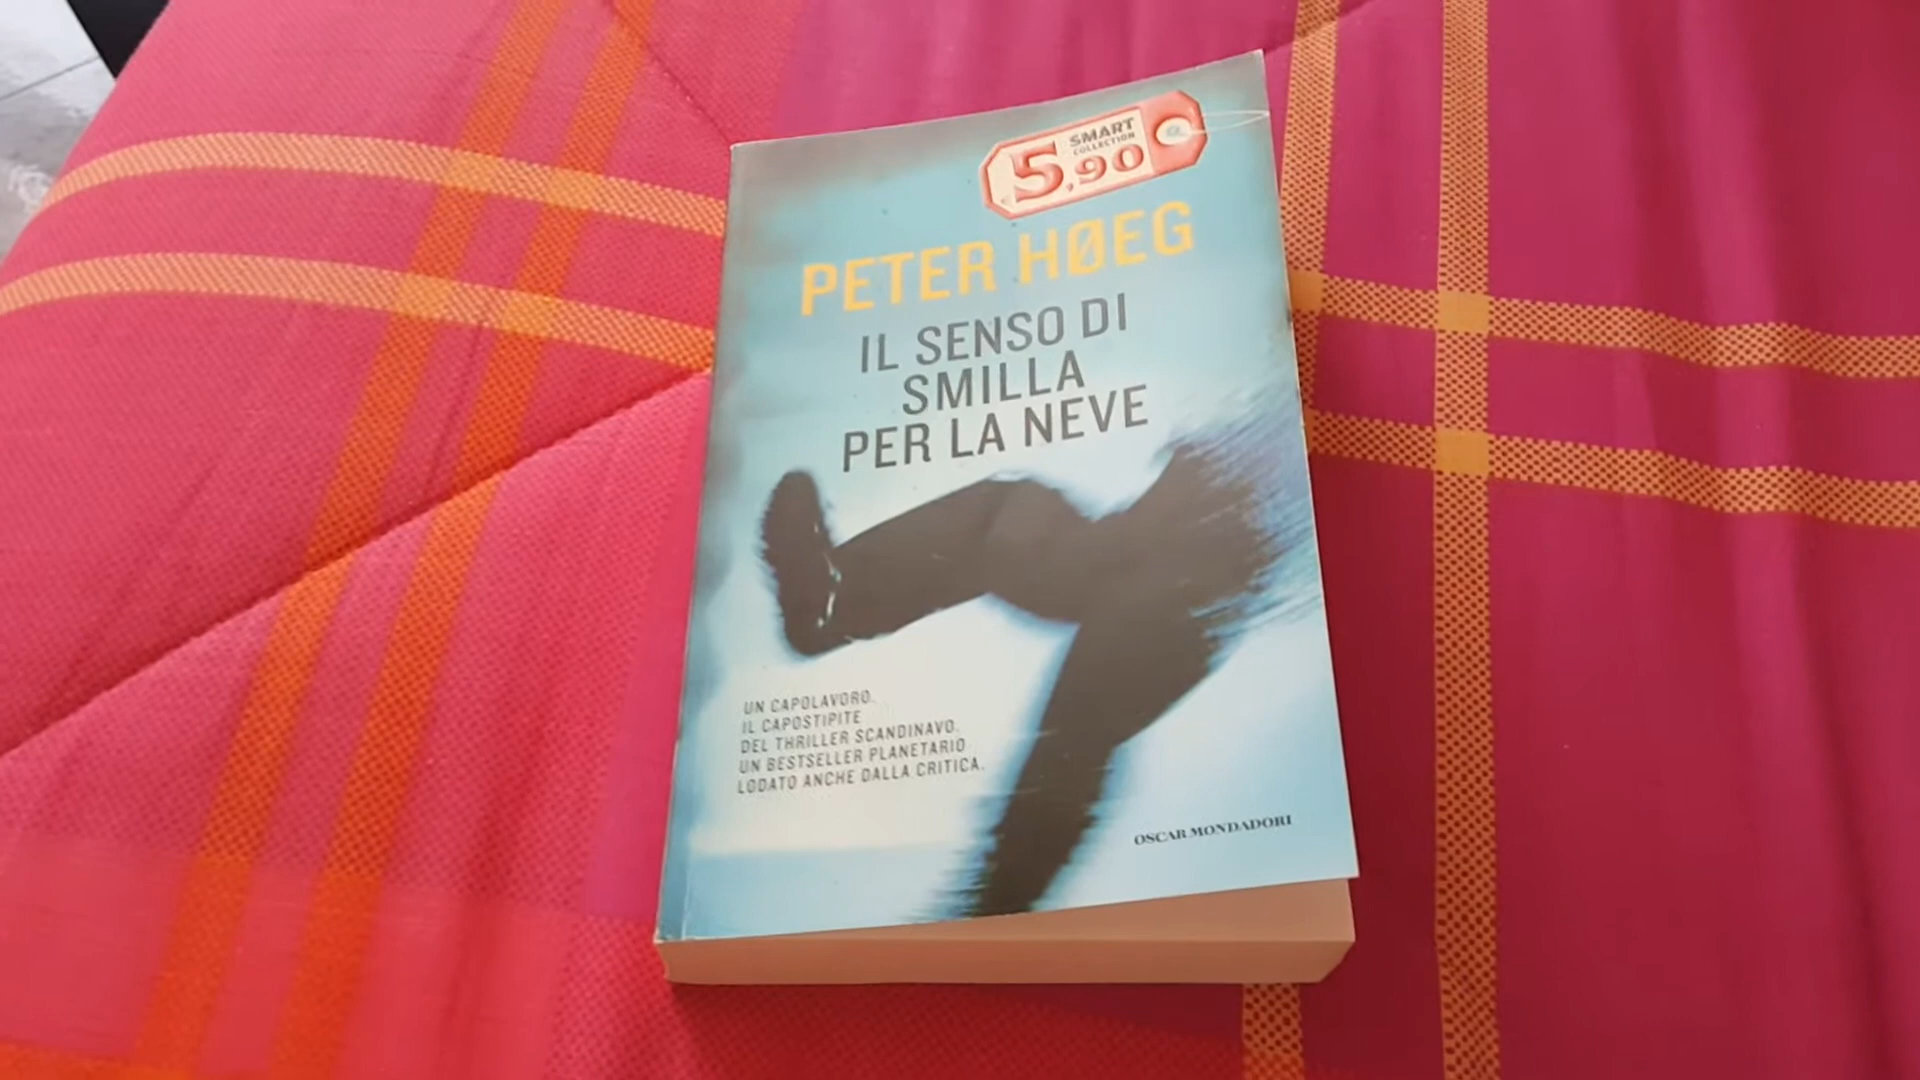 SMART
COLLECTION
€5,90
PETER HØEG
IL SENSO DI
SMILLA
PER LA NEVE
UN CAPOLAVORO.
IL CAPOSTIPITE
DEL THRILLER SCANDINAVO.
UN BESTSELLER PLANETARIO
LODATO ANCHE DALLA CRITICA.
OSCAR MONDADORI